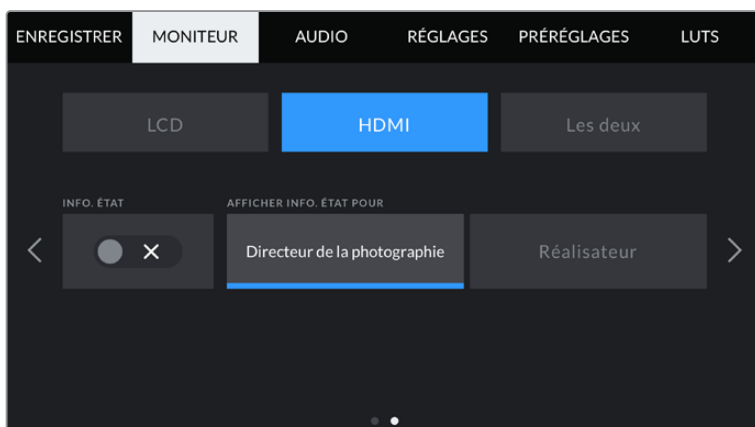 ENREGISTRER MONITEUR AUDIO RÉGLAGES PRÉRÉGLAGES LUTS
LCD HDMI Les deux
INFO. ÉTAT AFFICHER INFO. ÉTAT POUR
Directeur de la photographie Réalisateur